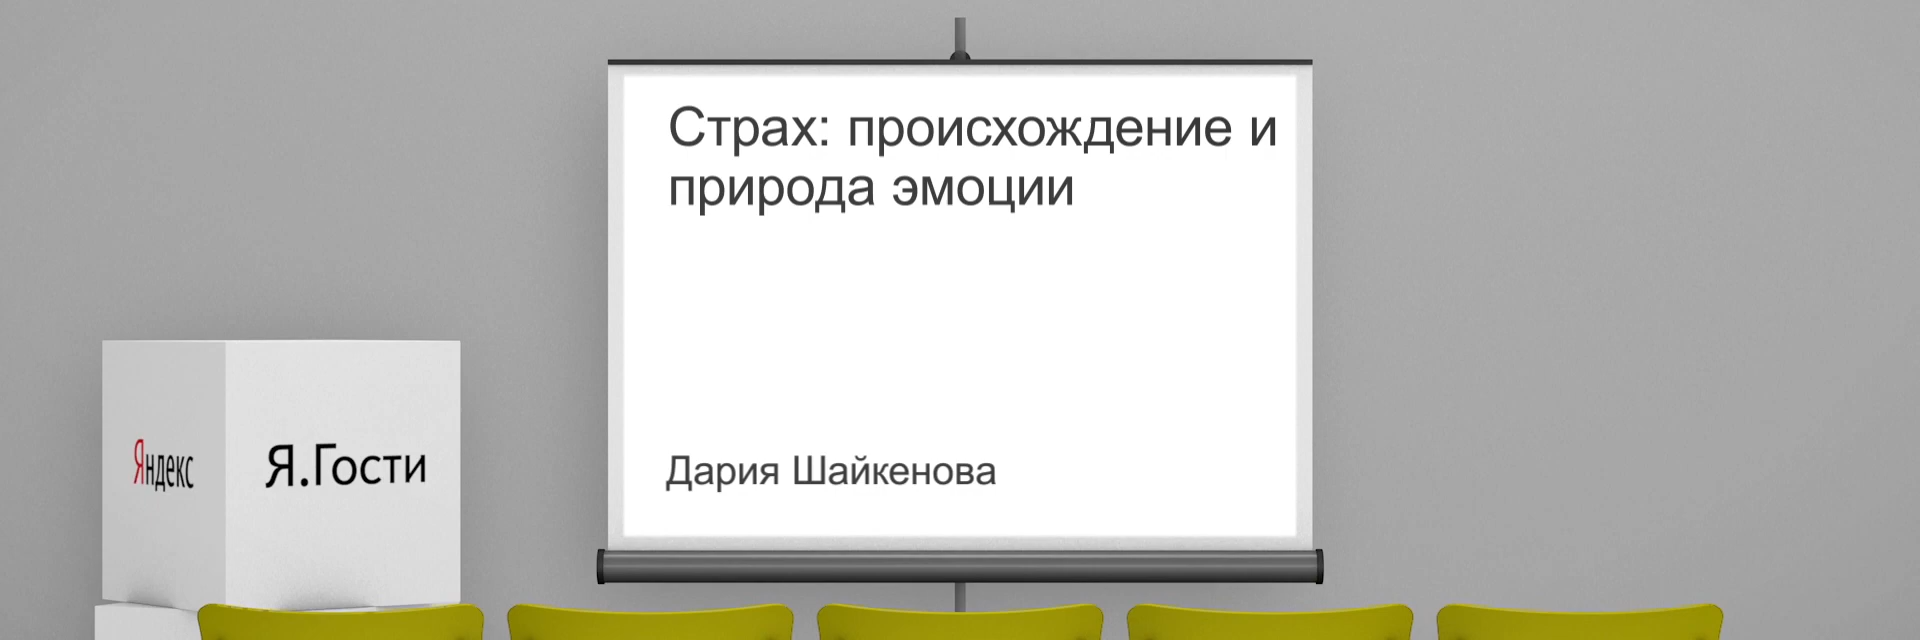 Страх: происхождение и
природа эмоции
Дария Шайкенова
Яндекс
Я.Гости